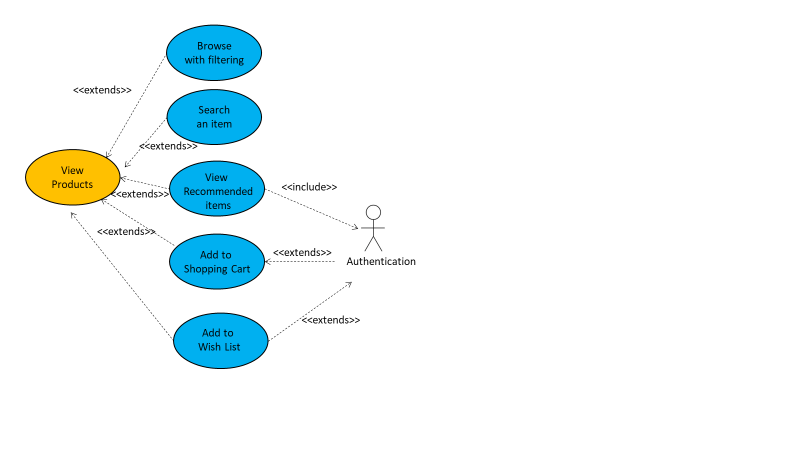 Browse
with filtering
<<extends>>
Search
an item
<<extends>>
View
Products
View
Recommended
items
<<extends>>
<<include>>
<<extends>>
Add to
Shopping Cart
<<extends>>
Authentication
Add to
Wish List
<<extends>>